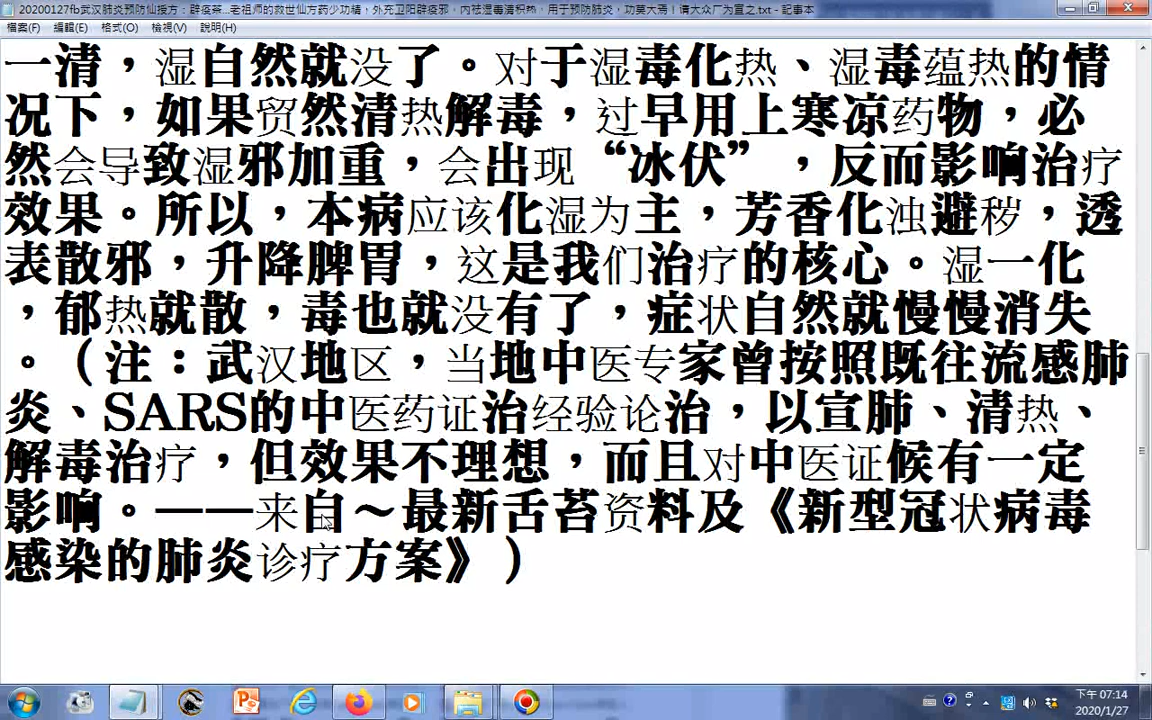 20200127fb武汉肺炎预防仙授方：辟疫茶...老祖师的救世仙方药少功精，外充卫阳辟疫邪，内祛湿毒清积热，用于预防肺炎，功莫大焉！请大众广为宣之.txt - 記事本
檔案(F) 編輯(E) 格式(O) 檢視(V) 說明(H)
一清，湿自然就没了。对于湿毒化热、湿毒蕴热的情
况下，如果贸然清热解毒，过早用上寒凉药物，必
然会导致湿邪加重，会出现“冰伏”，反而影响治疗
效果。所以，本病应该化湿为主，芳香化浊避秽，透
表散邪，升降脾胃，这是我们治疗的核心。湿一化
，郁热就散，毒也就没有了，症状自然就慢慢消失
。（注：武汉地区，当地中医专家曾按照既往流感肺
炎、SARS的中医药证治经验论治，以宣肺、清热、
解毒治疗，但效果不理想，而且对中医证候有一定
影响。——来自～最新舌苔资料及《新型冠状病毒
感染的肺炎诊疗方案》）
下午 07:14
2020/1/27